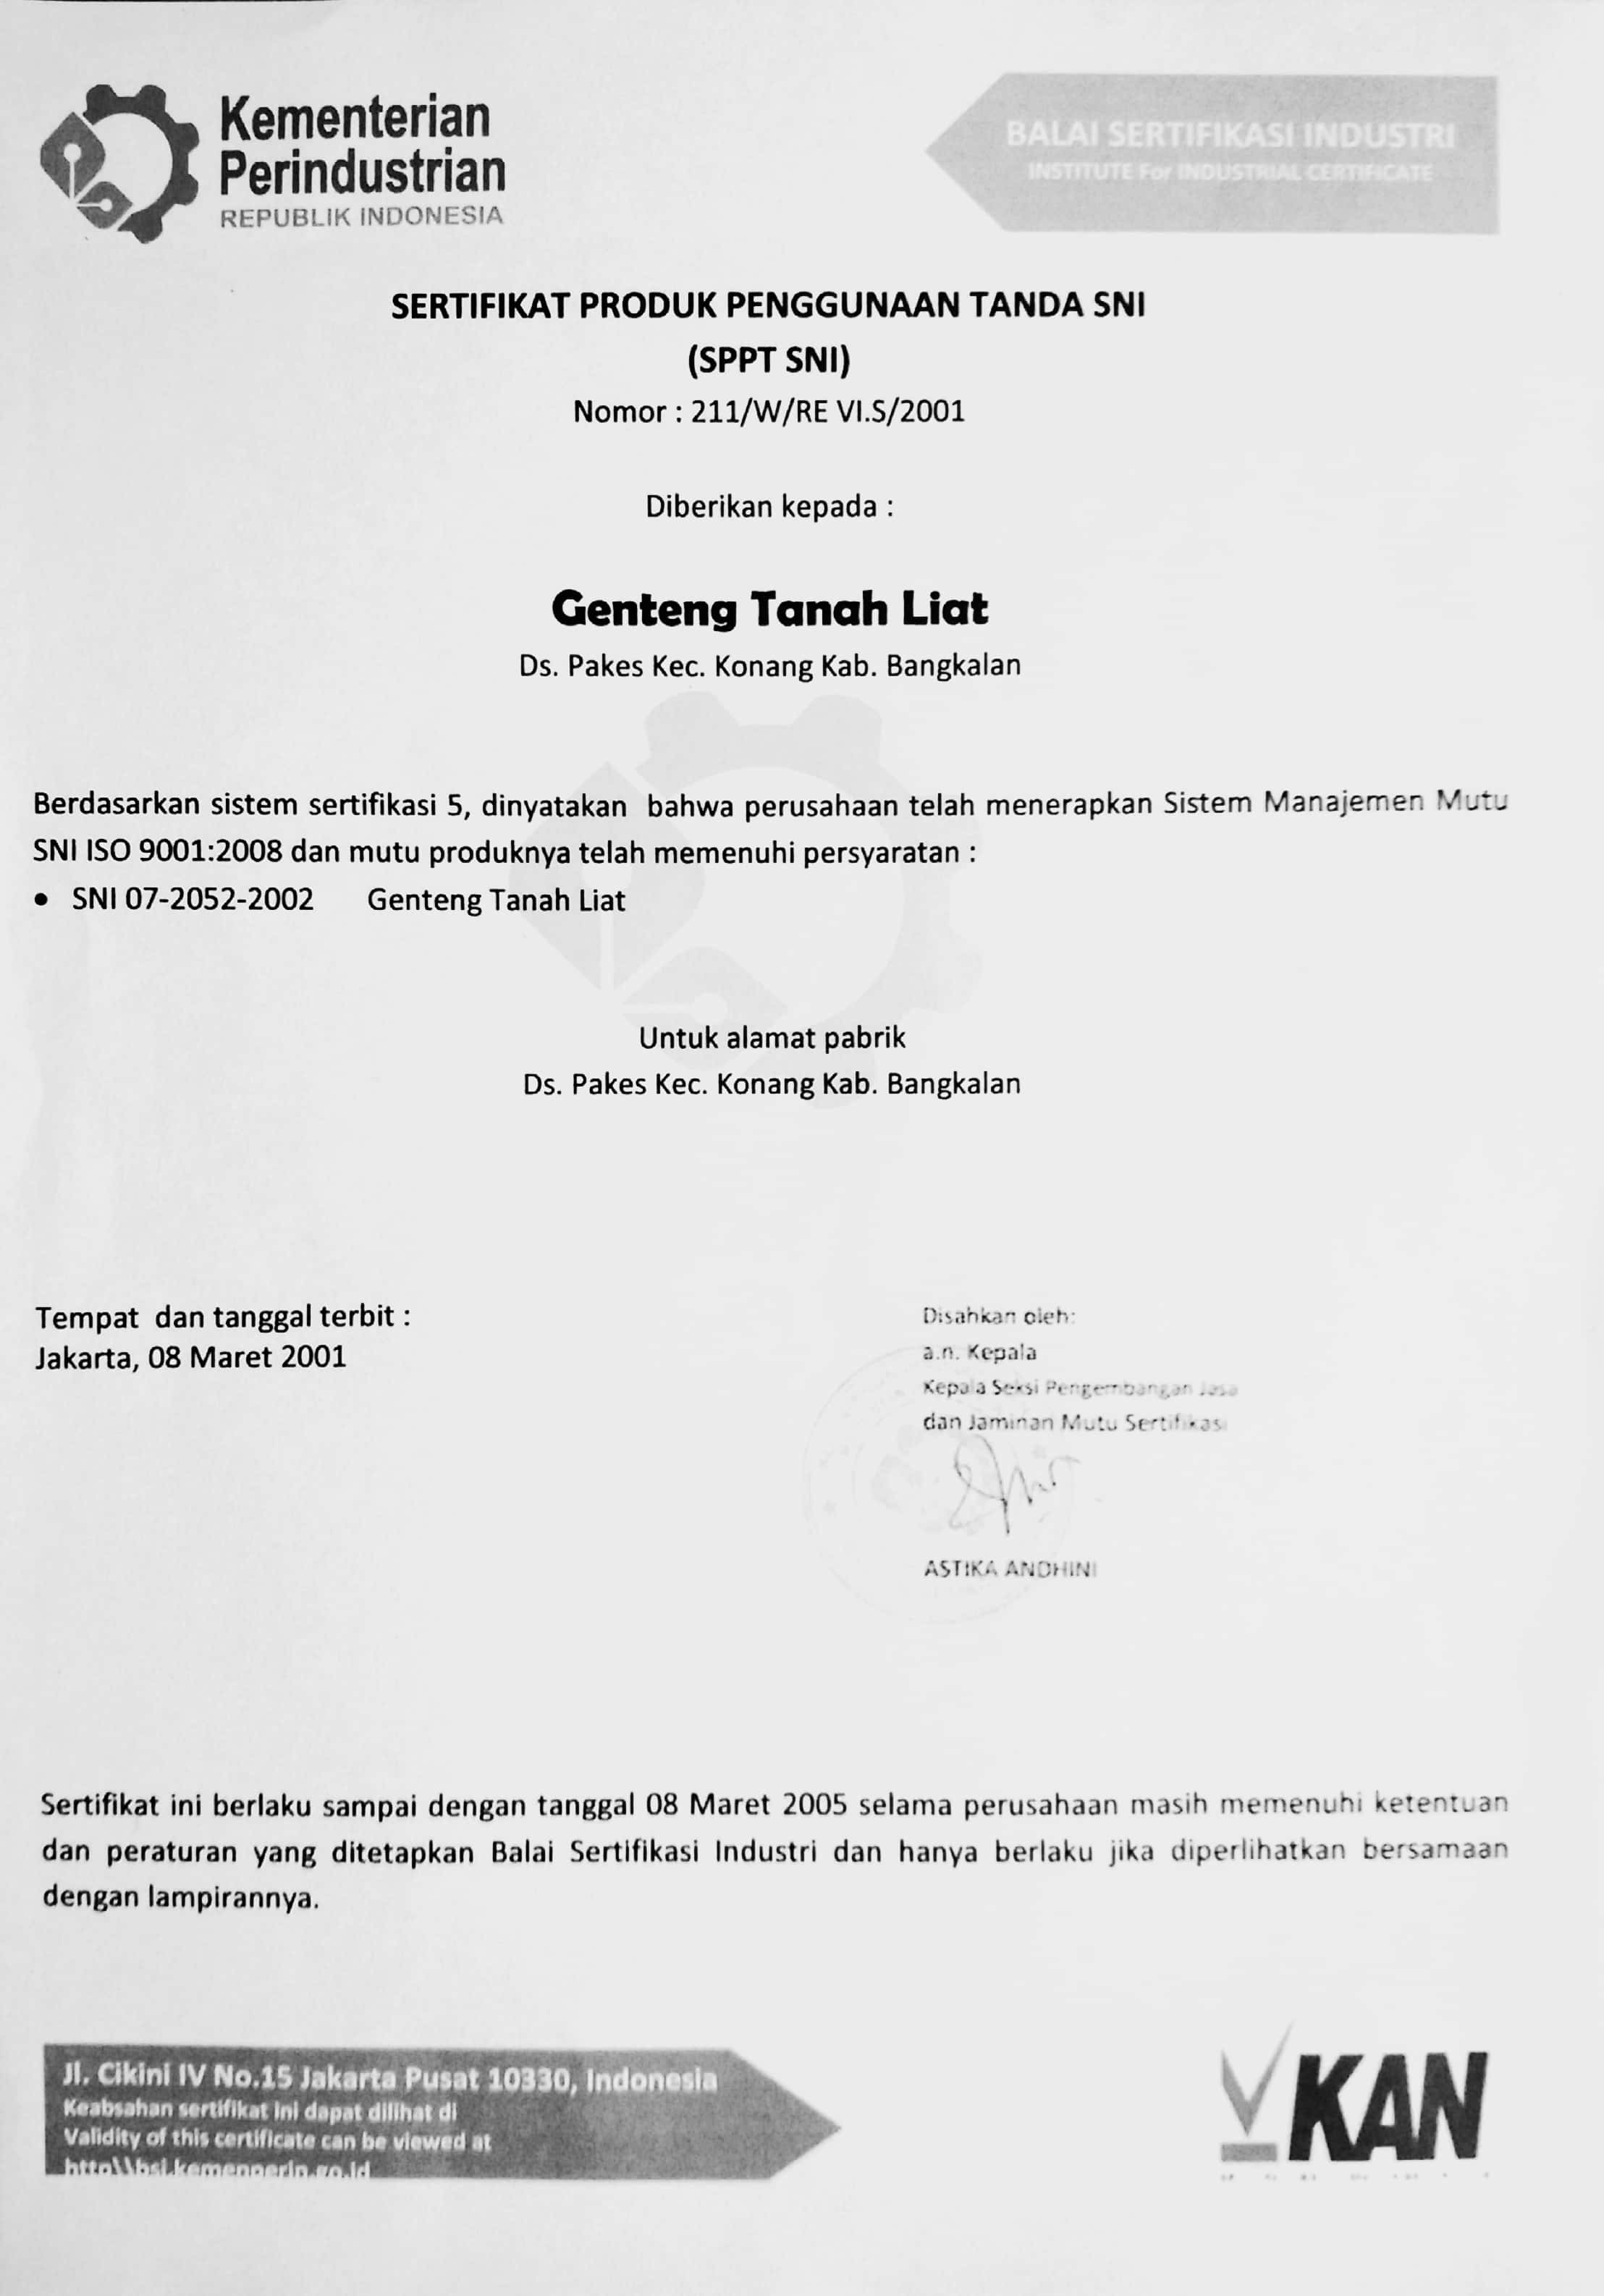 Kementerian
Perindustrian
REPUBLIK INDONESIA
BALAI SERTIFIKASI INDUSTRI
INSTITUTE For INDUSTRIAL CERTIFICATE
SERTIFIKAT PRODUK PENGGUNAAN TANDA SNI
(SPPT SNI)
Nomor : 211/W/RE VI.S/2001
Diberikan kepada :
Genteng Tanah Liat
Ds. Pakes Kec. Konang Kab. Bangkalan
Berdasarkan sistem sertifikasi 5, dinyatakan bahwa perusahaan telah menerapkan Sistem Manajemen Mutu
SNI ISO 9001:2008 dan mutu produknya telah memenuhi persyaratan :
• SNI 07-2052-2002 Genteng Tanah Liat
Untuk alamat pabrik
Ds. Pakes Kec. Konang Kab. Bangkalan
Tempat dan tanggal terbit :
Jakarta, 08 Maret 2001
Disahkan oleh:
a.n. Kepala
Kepala Seksi Pengembangan Jasa
dan Jaminan Mutu Sertifikasi
ASTIKA ANDHINI
Sertifikat ini berlaku sampai dengan tanggal 08 Maret 2005 selama perusahaan masih memenuhi ketentuan
dan peraturan yang ditetapkan Balai Sertifikasi Industri dan hanya berlaku jika diperlihatkan bersamaan
dengan lampirannya.
Jl. Cikini IV No.15 Jakarta Pusat 10330, Indonesia
Keabsahan sertifikat ini dapat dilihat di
Validity of this certificate can be viewed at
http\\bsi.kemenperin.go.id
KAN